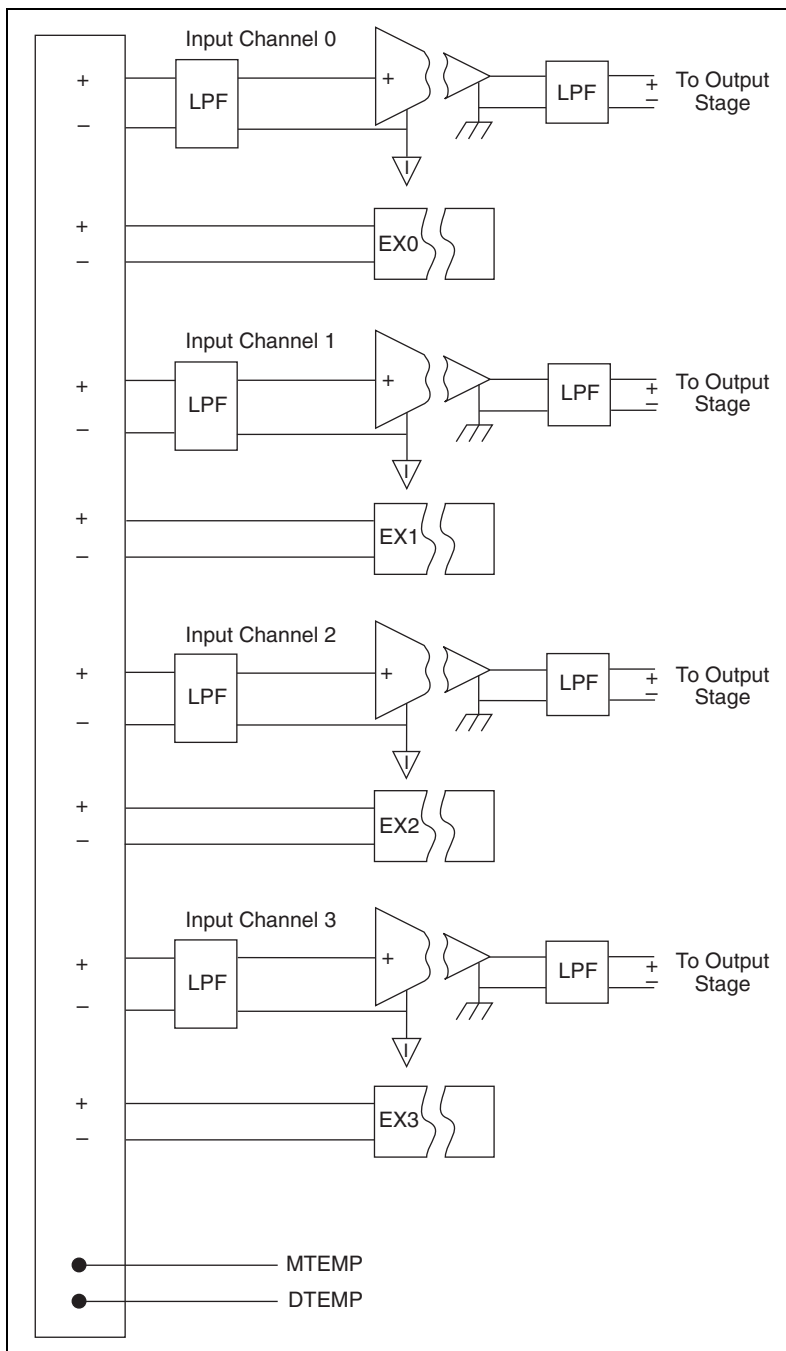 Input Channel 0
+
LPF
+
LPF
+
To Output
Stage
–
–
I
+
EX0
–
Input Channel 1
+
LPF
+
LPF
+
To Output
Stage
–
–
I
+
EX1
–
Input Channel 2
+
LPF
+
LPF
+
To Output
Stage
–
–
I
+
EX2
–
Input Channel 3
+
LPF
+
LPF
+
To Output
Stage
–
–
I
+
EX3
–
MTEMP
DTEMP